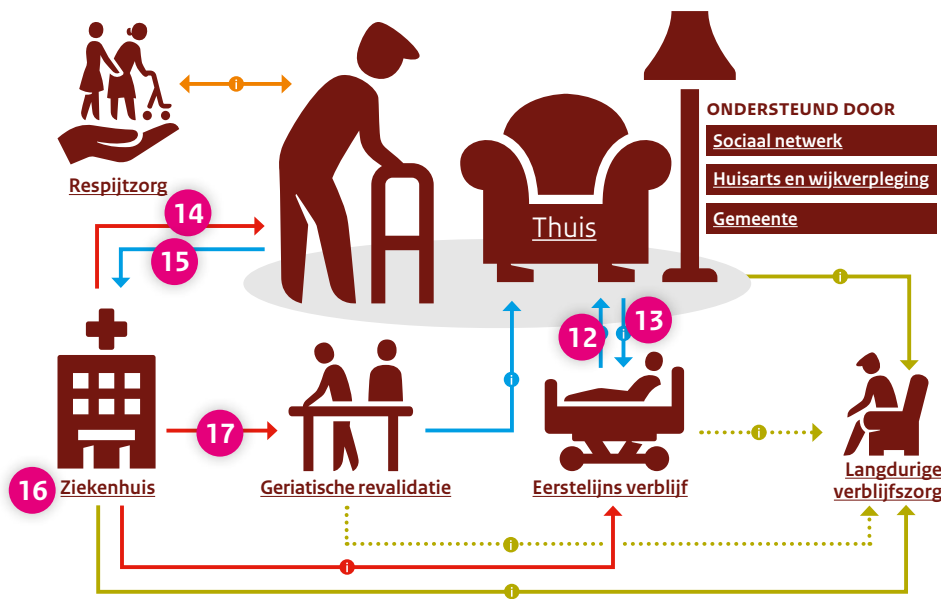 ONDERSTEUND DOOR
Sociaal netwerk
Huisarts en wijkverpleging
Gemeente
i
Respijtzorg
14
15
Thuis
i
12
i
13
i
i
17
i
16
Ziekenhuis
Geriatische revalidatie
Eerstelijns verblijf
Langdurige
verblijfszorg
i
i
i